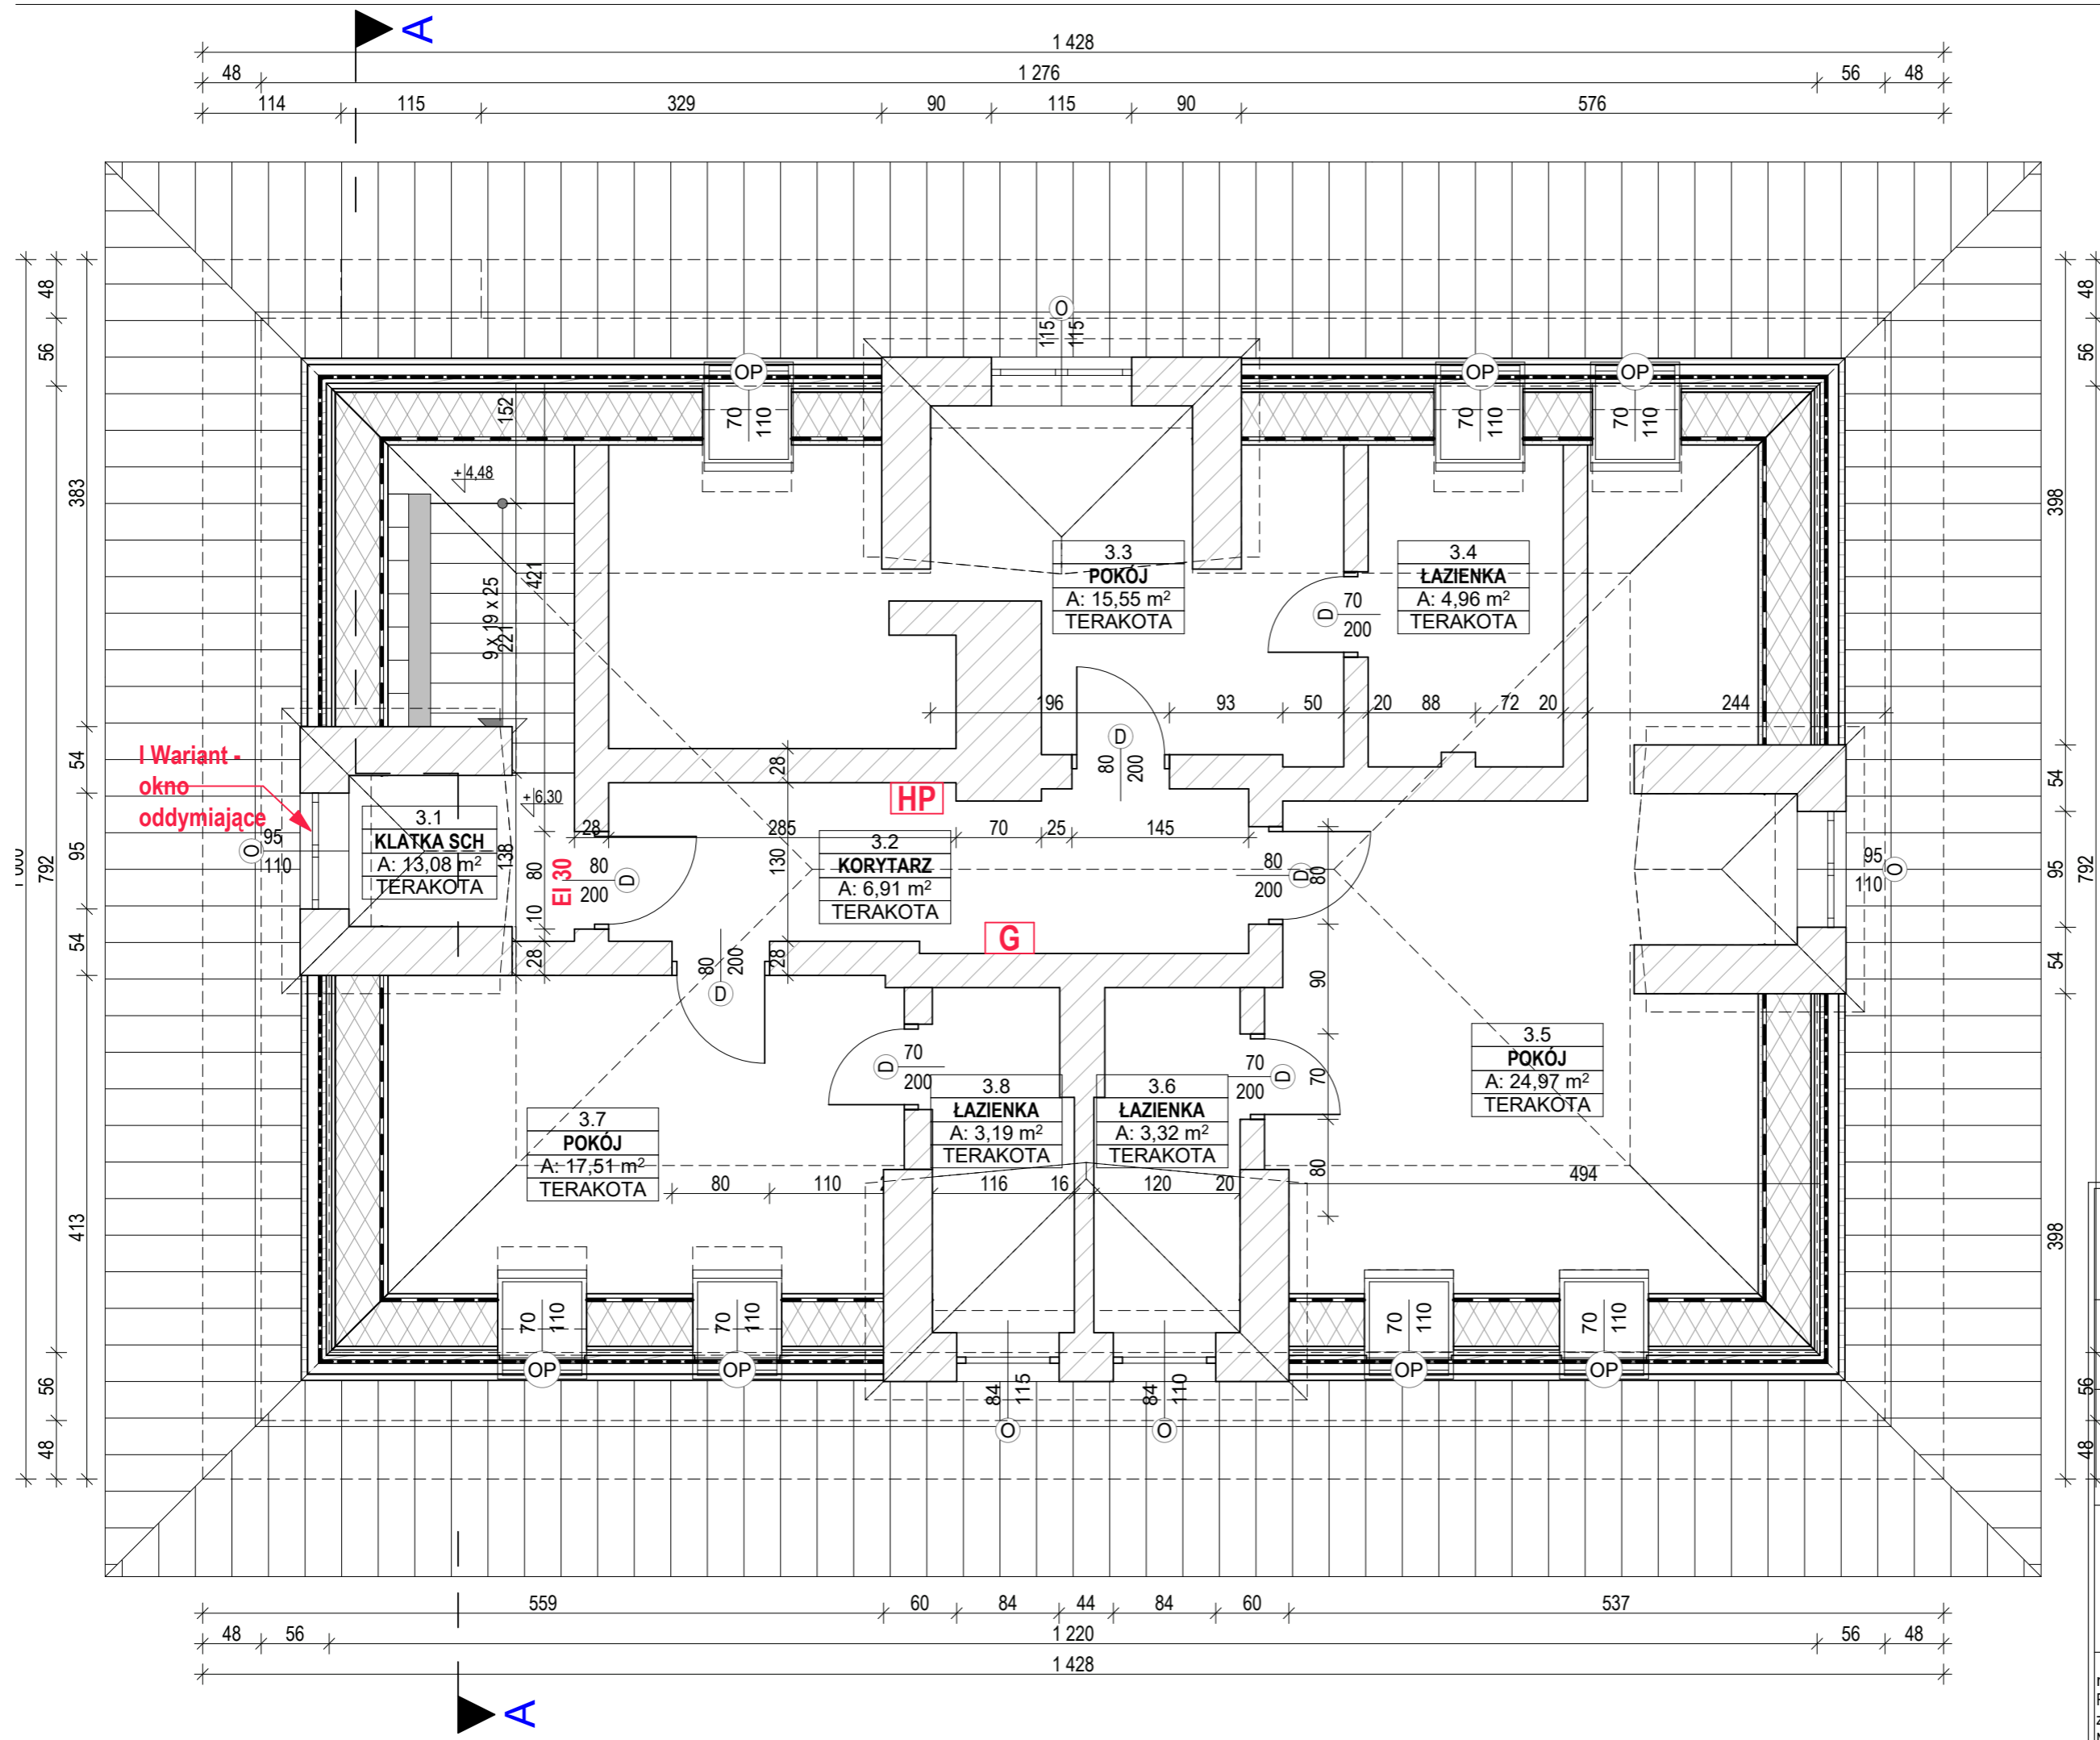 A
1 428
48
1 276
56
48
114
115
329
90
115
90
576
48
56
383
54
95
54
413
56
48
792
48
56
398
54
95
54
398
56
48
792
O
115
115
OP
70
110
OP
70
110
OP
70
110
152
+4,48
421
9 x 19 x 25
221
3.3
POKÓJ
A: 15,55 m²
TERAKOTA
3.4
ŁAZIENKA
A: 4,96 m²
TERAKOTA
D
70
200
196
93
50
20
88
72
20
244
D
80
200
I Wariant -
okno
oddymiające
O
95
110
3.1
KLATKA SCH
A: 13,08 m²
TERAKOTA
+6,30
138
80
10
28
EI 30
28
80
200
D
285
28
130
28
HP
70
25
145
3.2
KORYTARZ
A: 6,91 m²
TERAKOTA
G
80
200
D
80
90
70
80
95
110
O
80
200
D
D
70
200
70
200
D
3.8
ŁAZIENKA
A: 3,19 m²
TERAKOTA
3.6
ŁAZIENKA
A: 3,32 m²
TERAKOTA
3.5
POKÓJ
A: 24,97 m²
TERAKOTA
3.7
POKÓJ
A: 17,51 m²
TERAKOTA
80
110
116
16
120
20
494
70
110
OP
70
110
OP
84
115
O
84
110
O
70
110
OP
70
110
OP
559
60
84
44
84
60
537
48
56
1 220
56
48
1 428
A